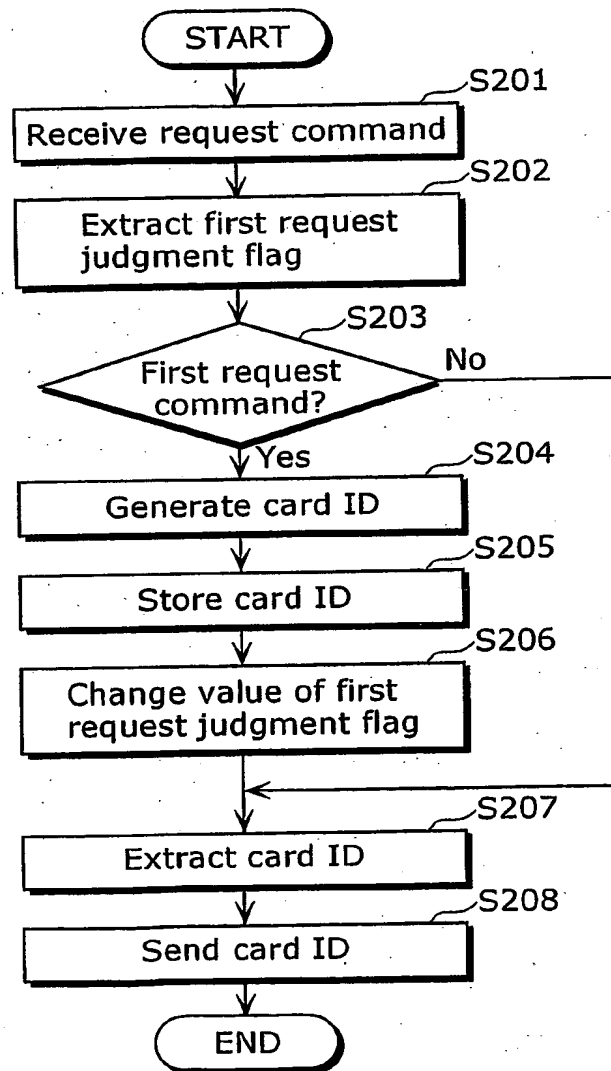 START
S201
Receive request command
S202
Extract first request
judgment flag
S203
First request
command?
No
Yes
S204
Generate card ID
S205
Store card ID
S206
Change value of first
request judgment flag
S207
Extract card ID
S208
Send card ID
END